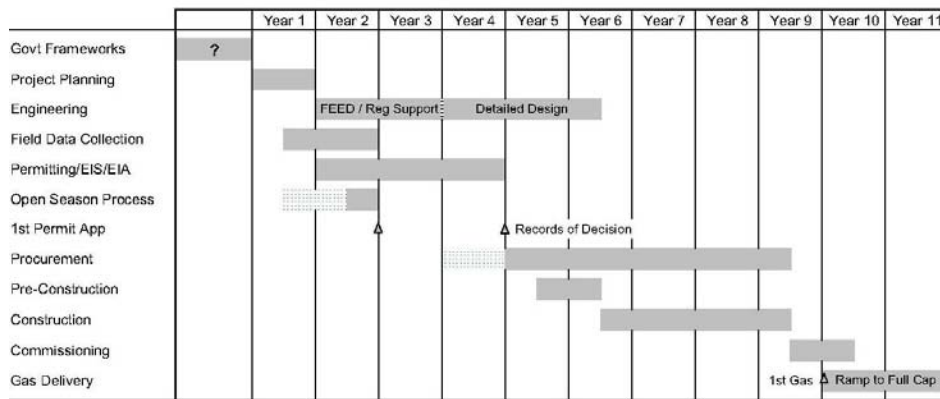 Year 1 Year 2 Year 3 Year 4 Year 5 Year 6 Year 7 Year 8 Year 9 Year 10 Year 11
Govt Frameworks ?
Project Planning
Engineering FEED / Reg Support Detailed Design
Field Data Collection
Permitting/EIS/EIA
Open Season Process
1st Permit App Records of Decision
Procurement
Pre-Construction
Construction
Commissioning
Gas Delivery 1st Gas Ramp to Full Cap